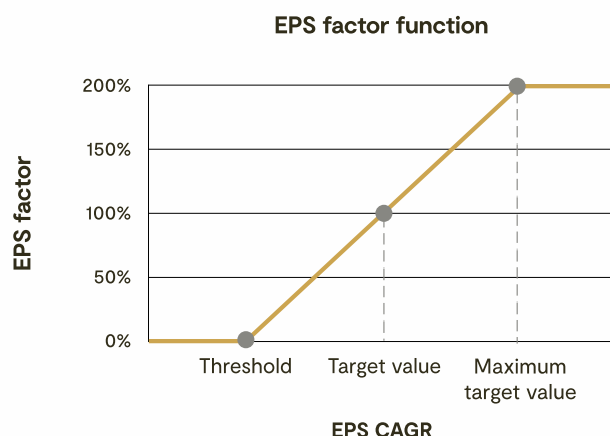 EPS factor function
EPS factor
200%
150%
100%
50%
0%
Threshold
Target value
Maximum
target value
EPS CAGR